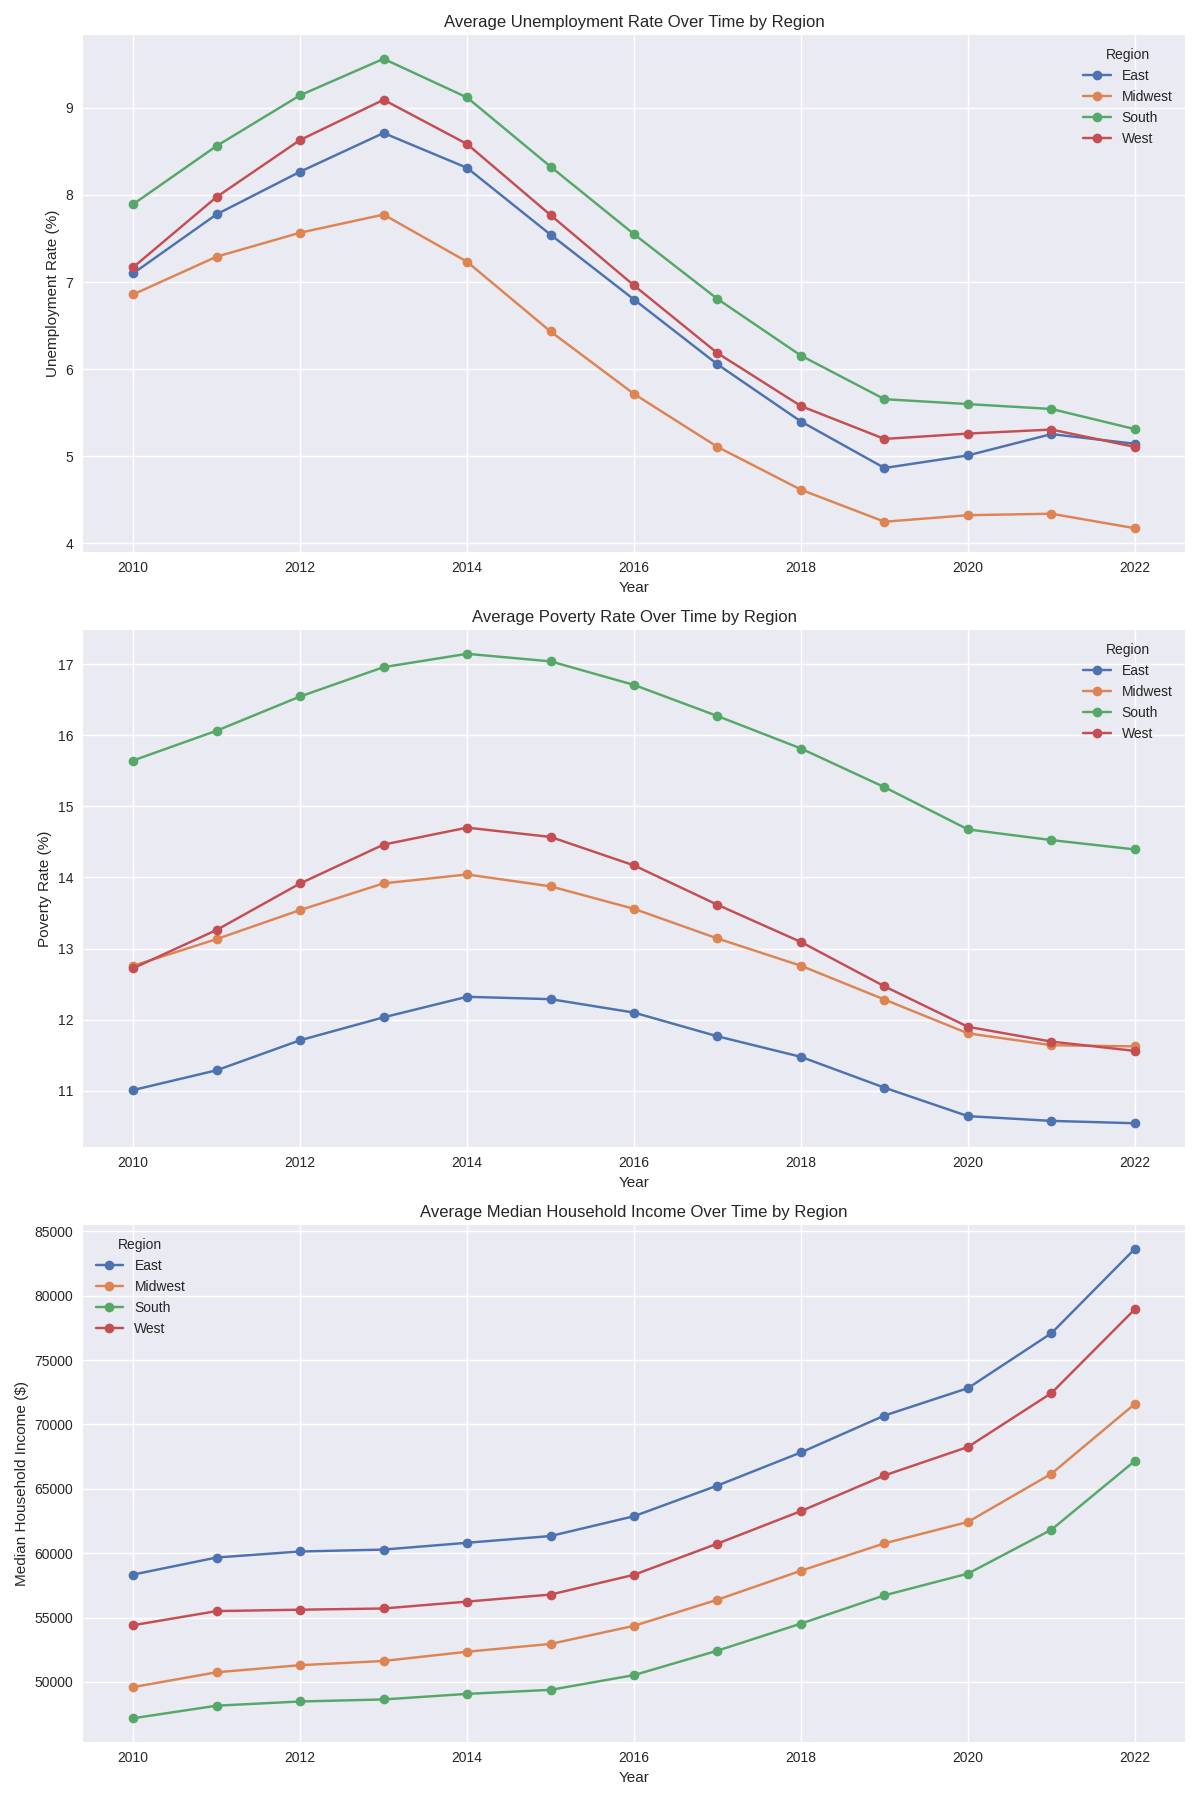 Average Unemployment Rate Over Time by Region
Unemployment Rate (%)
9
8
7
6
5
4
Region
East
Midwest
South
West
2010 2012 2014 2016 2018 2020 2022
Year
Average Poverty Rate Over Time by Region
Poverty Rate (%)
17
16
15
14
13
12
11
Region
East
Midwest
South
West
2010 2012 2014 2016 2018 2020 2022
Year
Average Median Household Income Over Time by Region
Median Household Income ($)
85000
80000
75000
70000
65000
60000
55000
50000
Region
East
Midwest
South
West
2010 2012 2014 2016 2018 2020 2022
Year